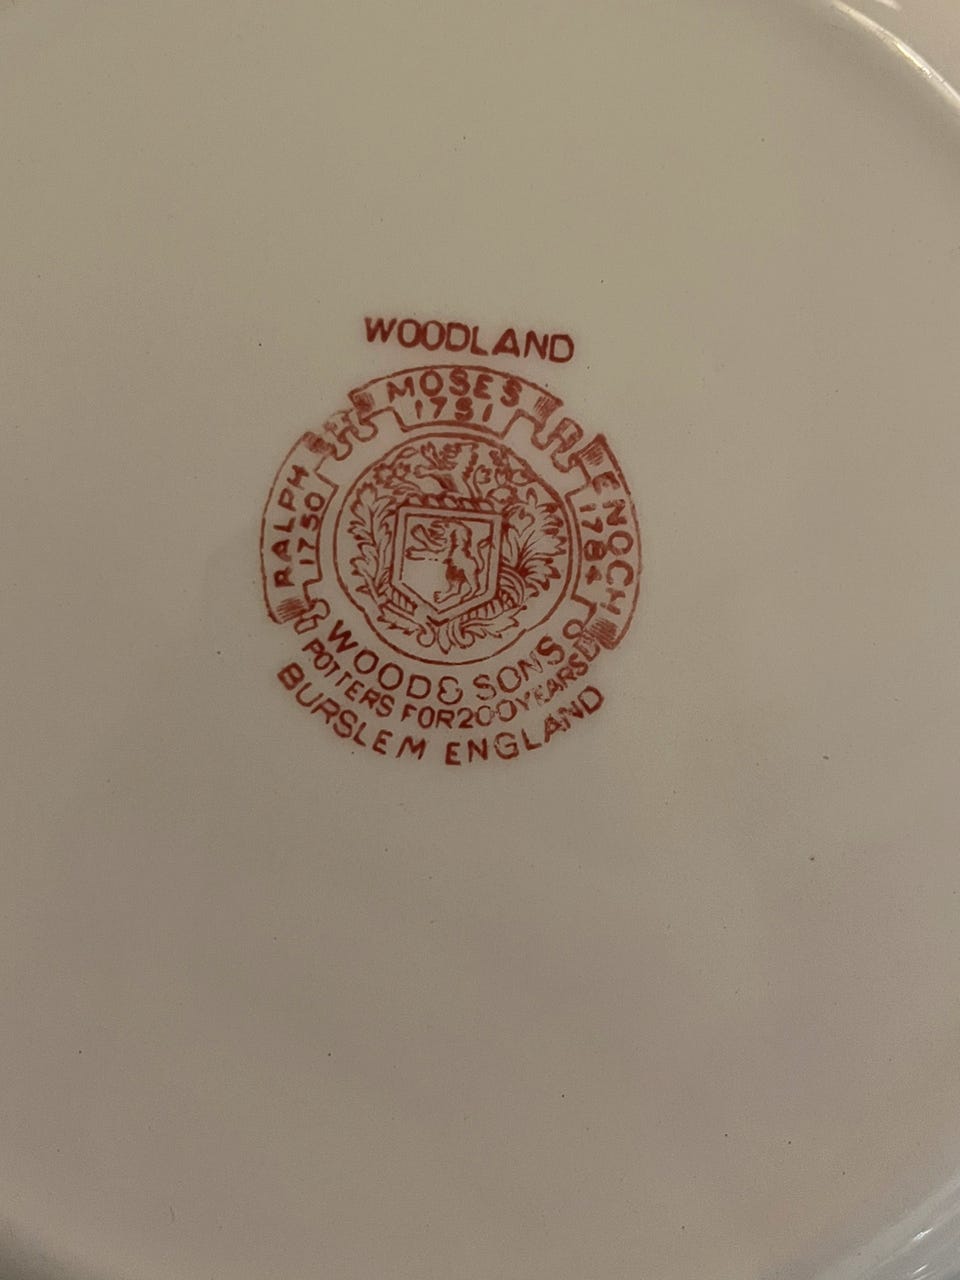 WOODLAND
MOSES
1751
RALPH
1750
ENOCH
1784
WOOD & SONS
POTTERS FOR 200 YEARS
BURSLEM ENGLAND